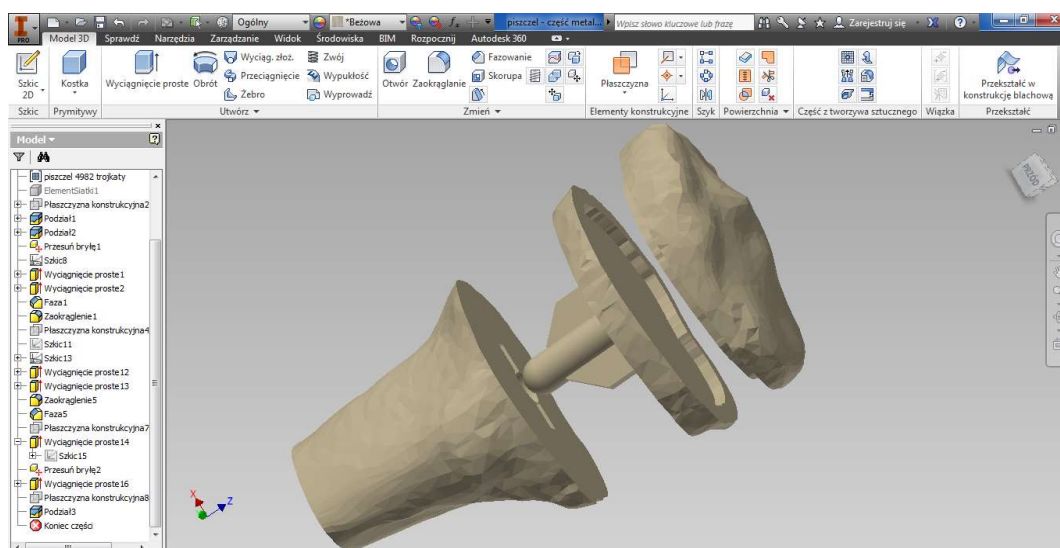 Ogólny
*Beżowa
piszczel - część metal...
Wpisz słowo kluczowe lub frazę
Zarejestruj się
PRO
Model 3D Sprawdź Narzędzia Zarządzanie Widok Środowiska BIM Rozpocznij Autodesk 360
Szkic 2D
Kostka
Wyciągnięcie proste
Obrót
Wyciąg. złoż.
Przeciągnięcie
Żebro
Zwój
Wypukłość
Wyprowadź
Otwór
Zaokrąglanie
Fazowanie
Skorupa
Płaszczyzna
Przekształć w
konstrukcję blachową
Szkic Prymitywy Utwórz Zmień Elementy konstrukcyjne Szyk Powierzchnia Część z tworzywa sztucznego Wiązka Przekształć
Model
piszczel 4982 trojkaty
ElementSiatki1
Płaszczyzna konstrukcyjna2
Podział1
Podział2
Przesuń bryłę1
Szkic8
Wyciągnięcie proste1
Wyciągnięcie proste2
Faza1
Zaokrąglenie1
Płaszczyzna konstrukcyjna4
Szkic11
Szkic13
Wyciągnięcie proste12
Wyciągnięcie proste13
Zaokrąglenie5
Faza5
Płaszczyzna konstrukcyjna7
Wyciągnięcie proste14
Szkic15
Przesuń bryłę2
Wyciągnięcie proste16
Płaszczyzna konstrukcyjna8
Podział3
Koniec części
PRZÓD
X
Z